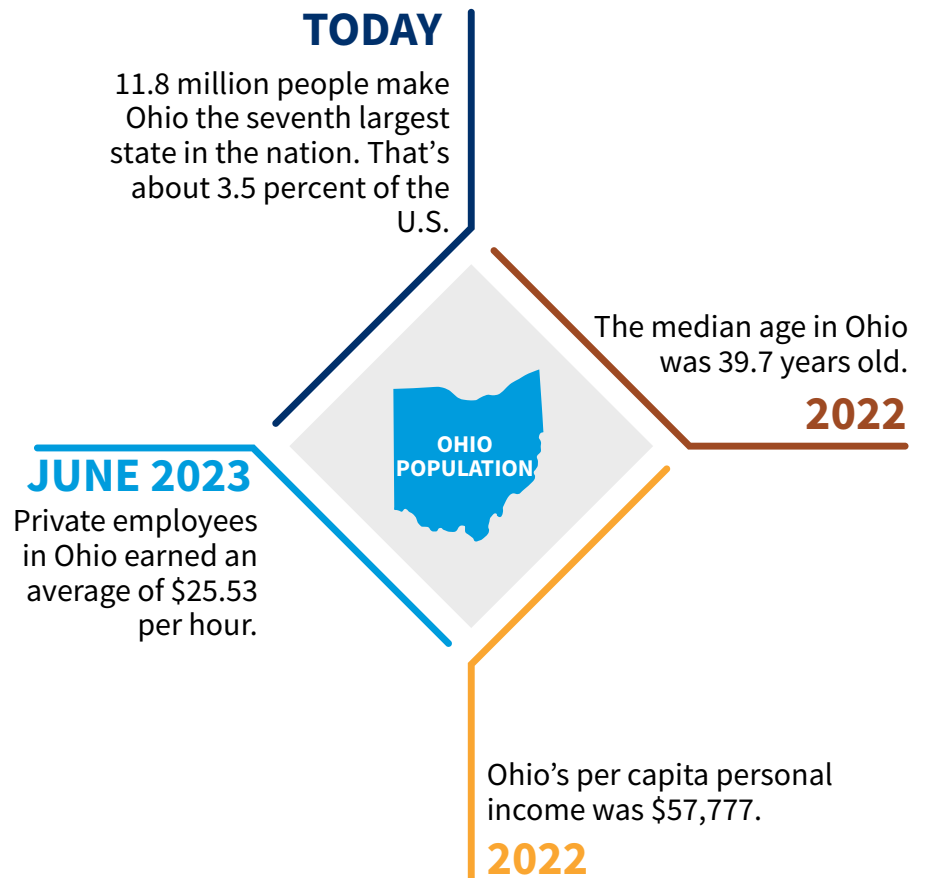 TODAY
11.8 million people make
Ohio the seventh largest
state in the nation. That’s
about 3.5 percent of the
U.S.
The median age in Ohio
was 39.7 years old.
2022
OHIO
POPULATION
JUNE 2023
Private employees
in Ohio earned an
average of $25.53
per hour.
Ohio’s per capita personal
income was $57,777.
2022